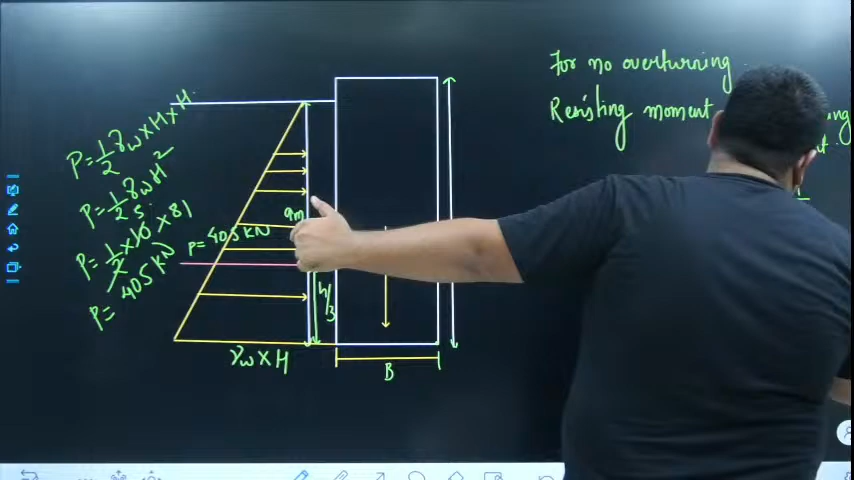 P = 1/2 γw × H × H
P = 1/2 γw H²
P = 1/2 × 10 × 81
5
P = 405 kN
P = 405 kN
9m
h/3
γw × H
B
For no overturning
Resisting moment